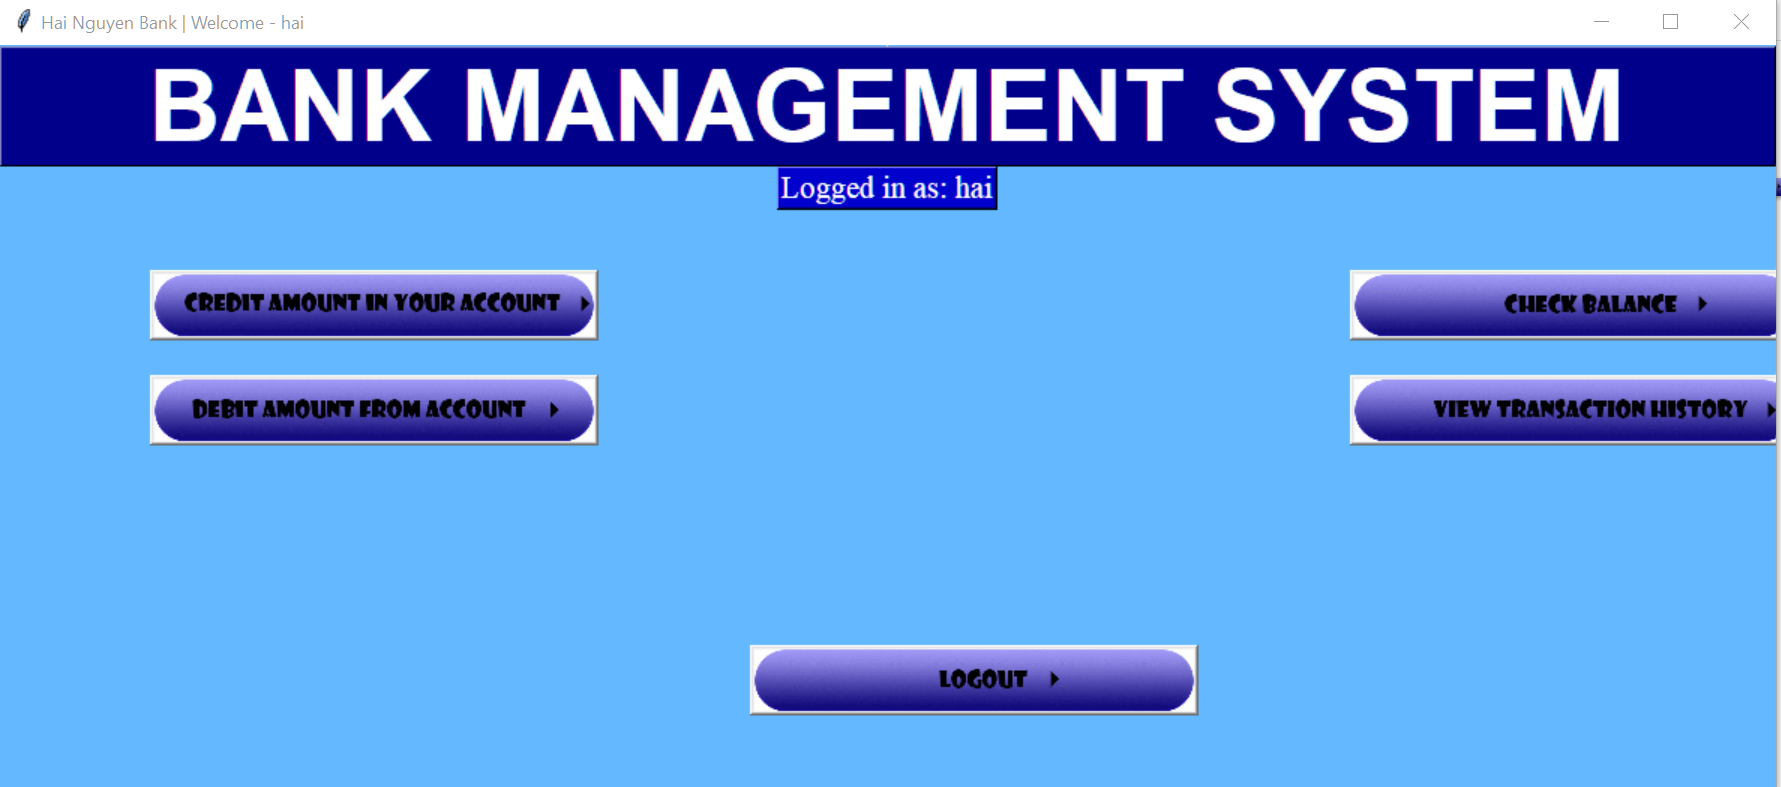 Hai Nguyen Bank | Welcome - hai
BANK MANAGEMENT SYSTEM
Logged in as: hai
CREDIT AMOUNT IN YOUR ACCOUNT
CHECK BALANCE
DEBIT AMOUNT FROM ACCOUNT
VIEW TRANSACTION HISTORY
LOGOUT